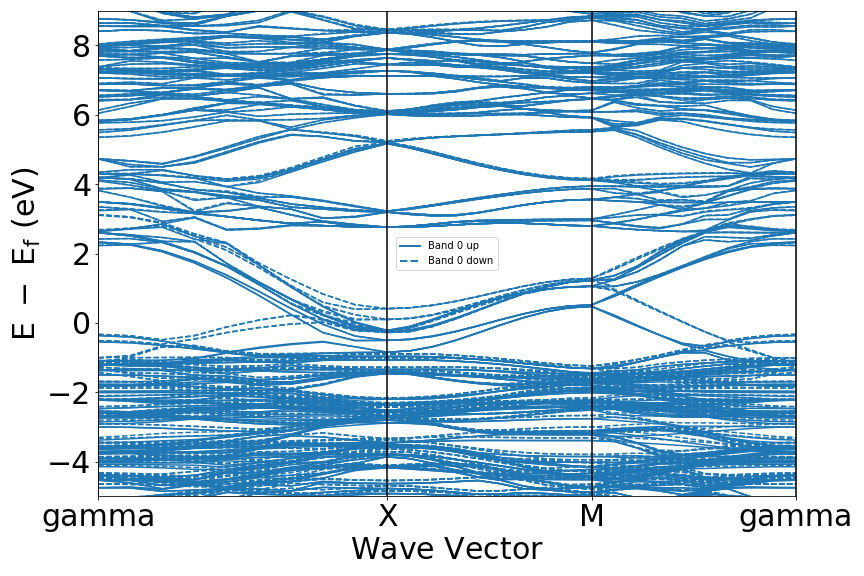 8
6
4
2
0
−2
−4
E − E_f (eV)
Band 0 up
Band 0 down
gamma
X
M
gamma
Wave Vector